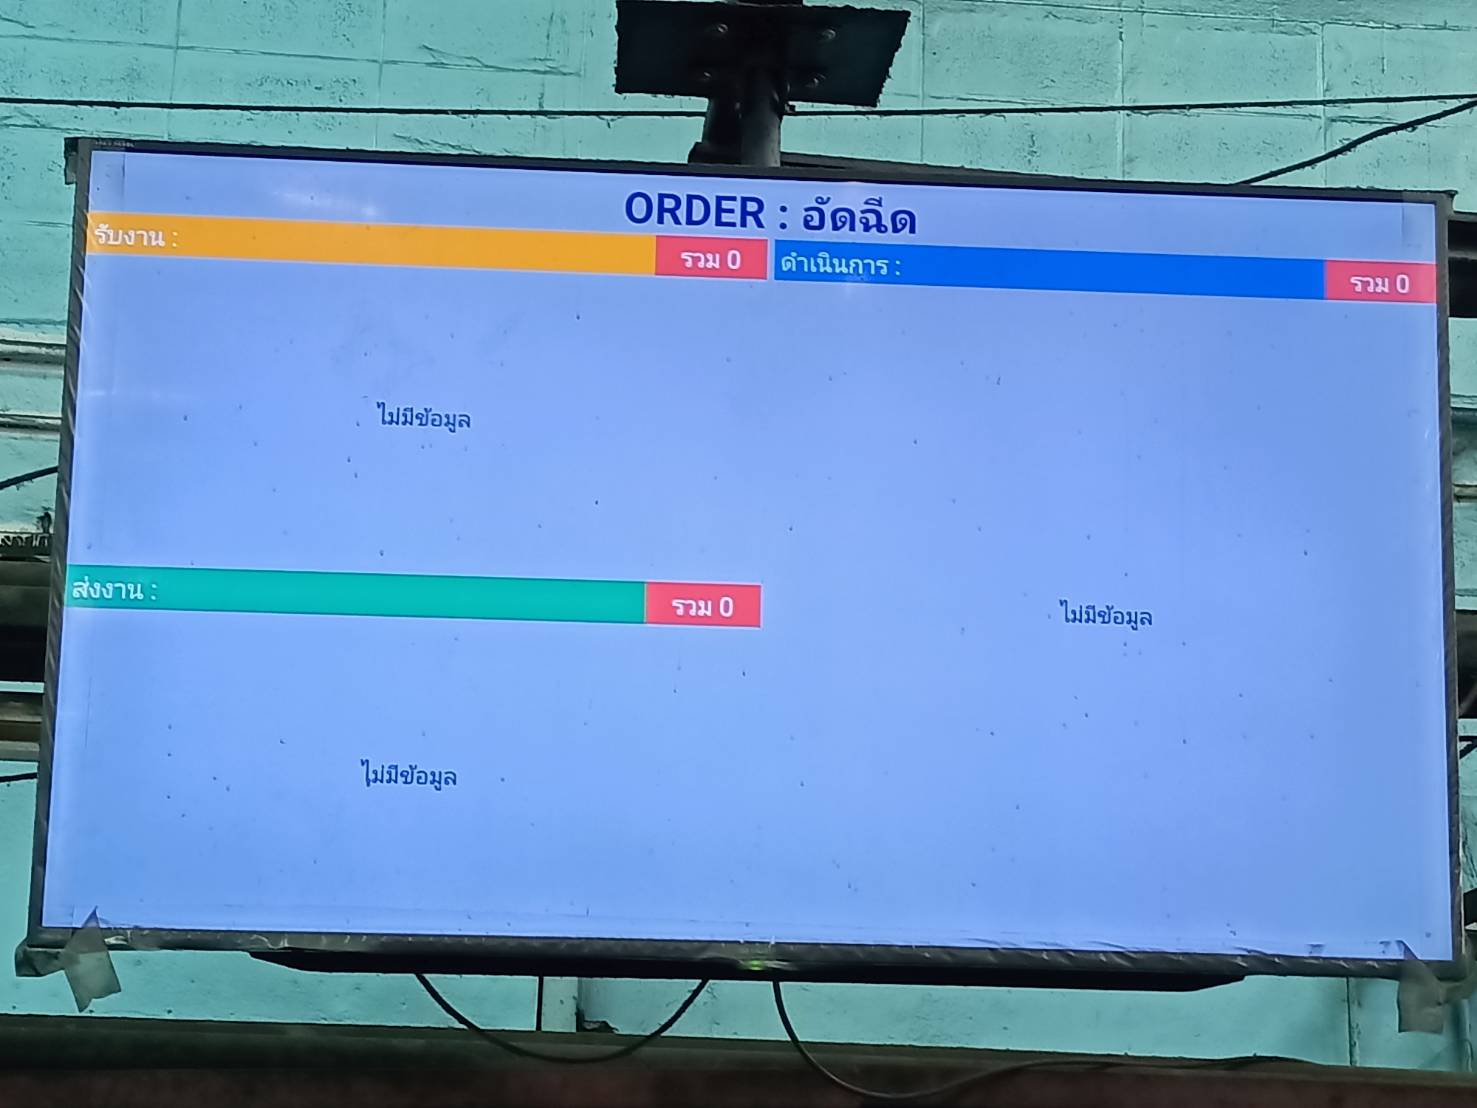 ORDER : อัดฉีด
รับงาน : รวม 0
ไม่มีข้อมูล
ส่งงาน : รวม 0
ไม่มีข้อมูล
ดำเนินการ : รวม 0
ไม่มีข้อมูล